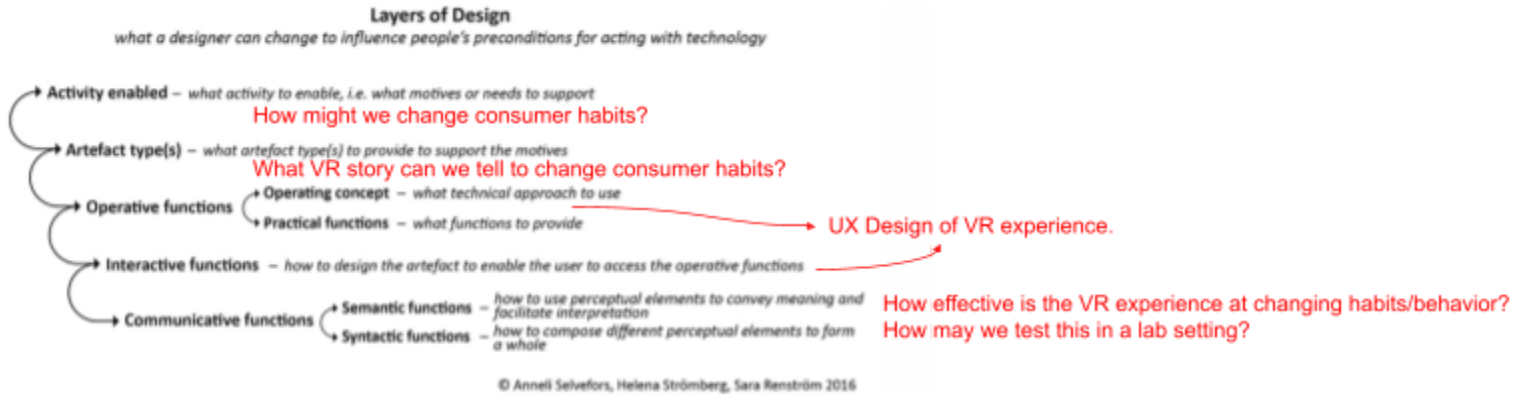 Layers of Design
what a designer can change to influence people's preconditions for acting with technology
Activity enabled – what activity to enable, i.e. what motives or needs to support
How might we change consumer habits?
Artefact type(s) – what artefact type(s) to provide to support the motives
What VR story can we tell to change consumer habits?
Operative functions
Operating concept – what technical approach to use
Practical functions – what functions to provide
UX Design of VR experience.
Interactive functions – how to design the artefact to enable the user to access the operative functions
Communicative functions
Semantic functions – how to use perceptual elements to convey meaning and
facilitate interpretation
Syntactic functions – how to compose different perceptual elements to form
a whole
How effective is the VR experience at changing habits/behavior?
How may we test this in a lab setting?
© Anneli Selvefors, Helena Strömberg, Sara Renström 2016